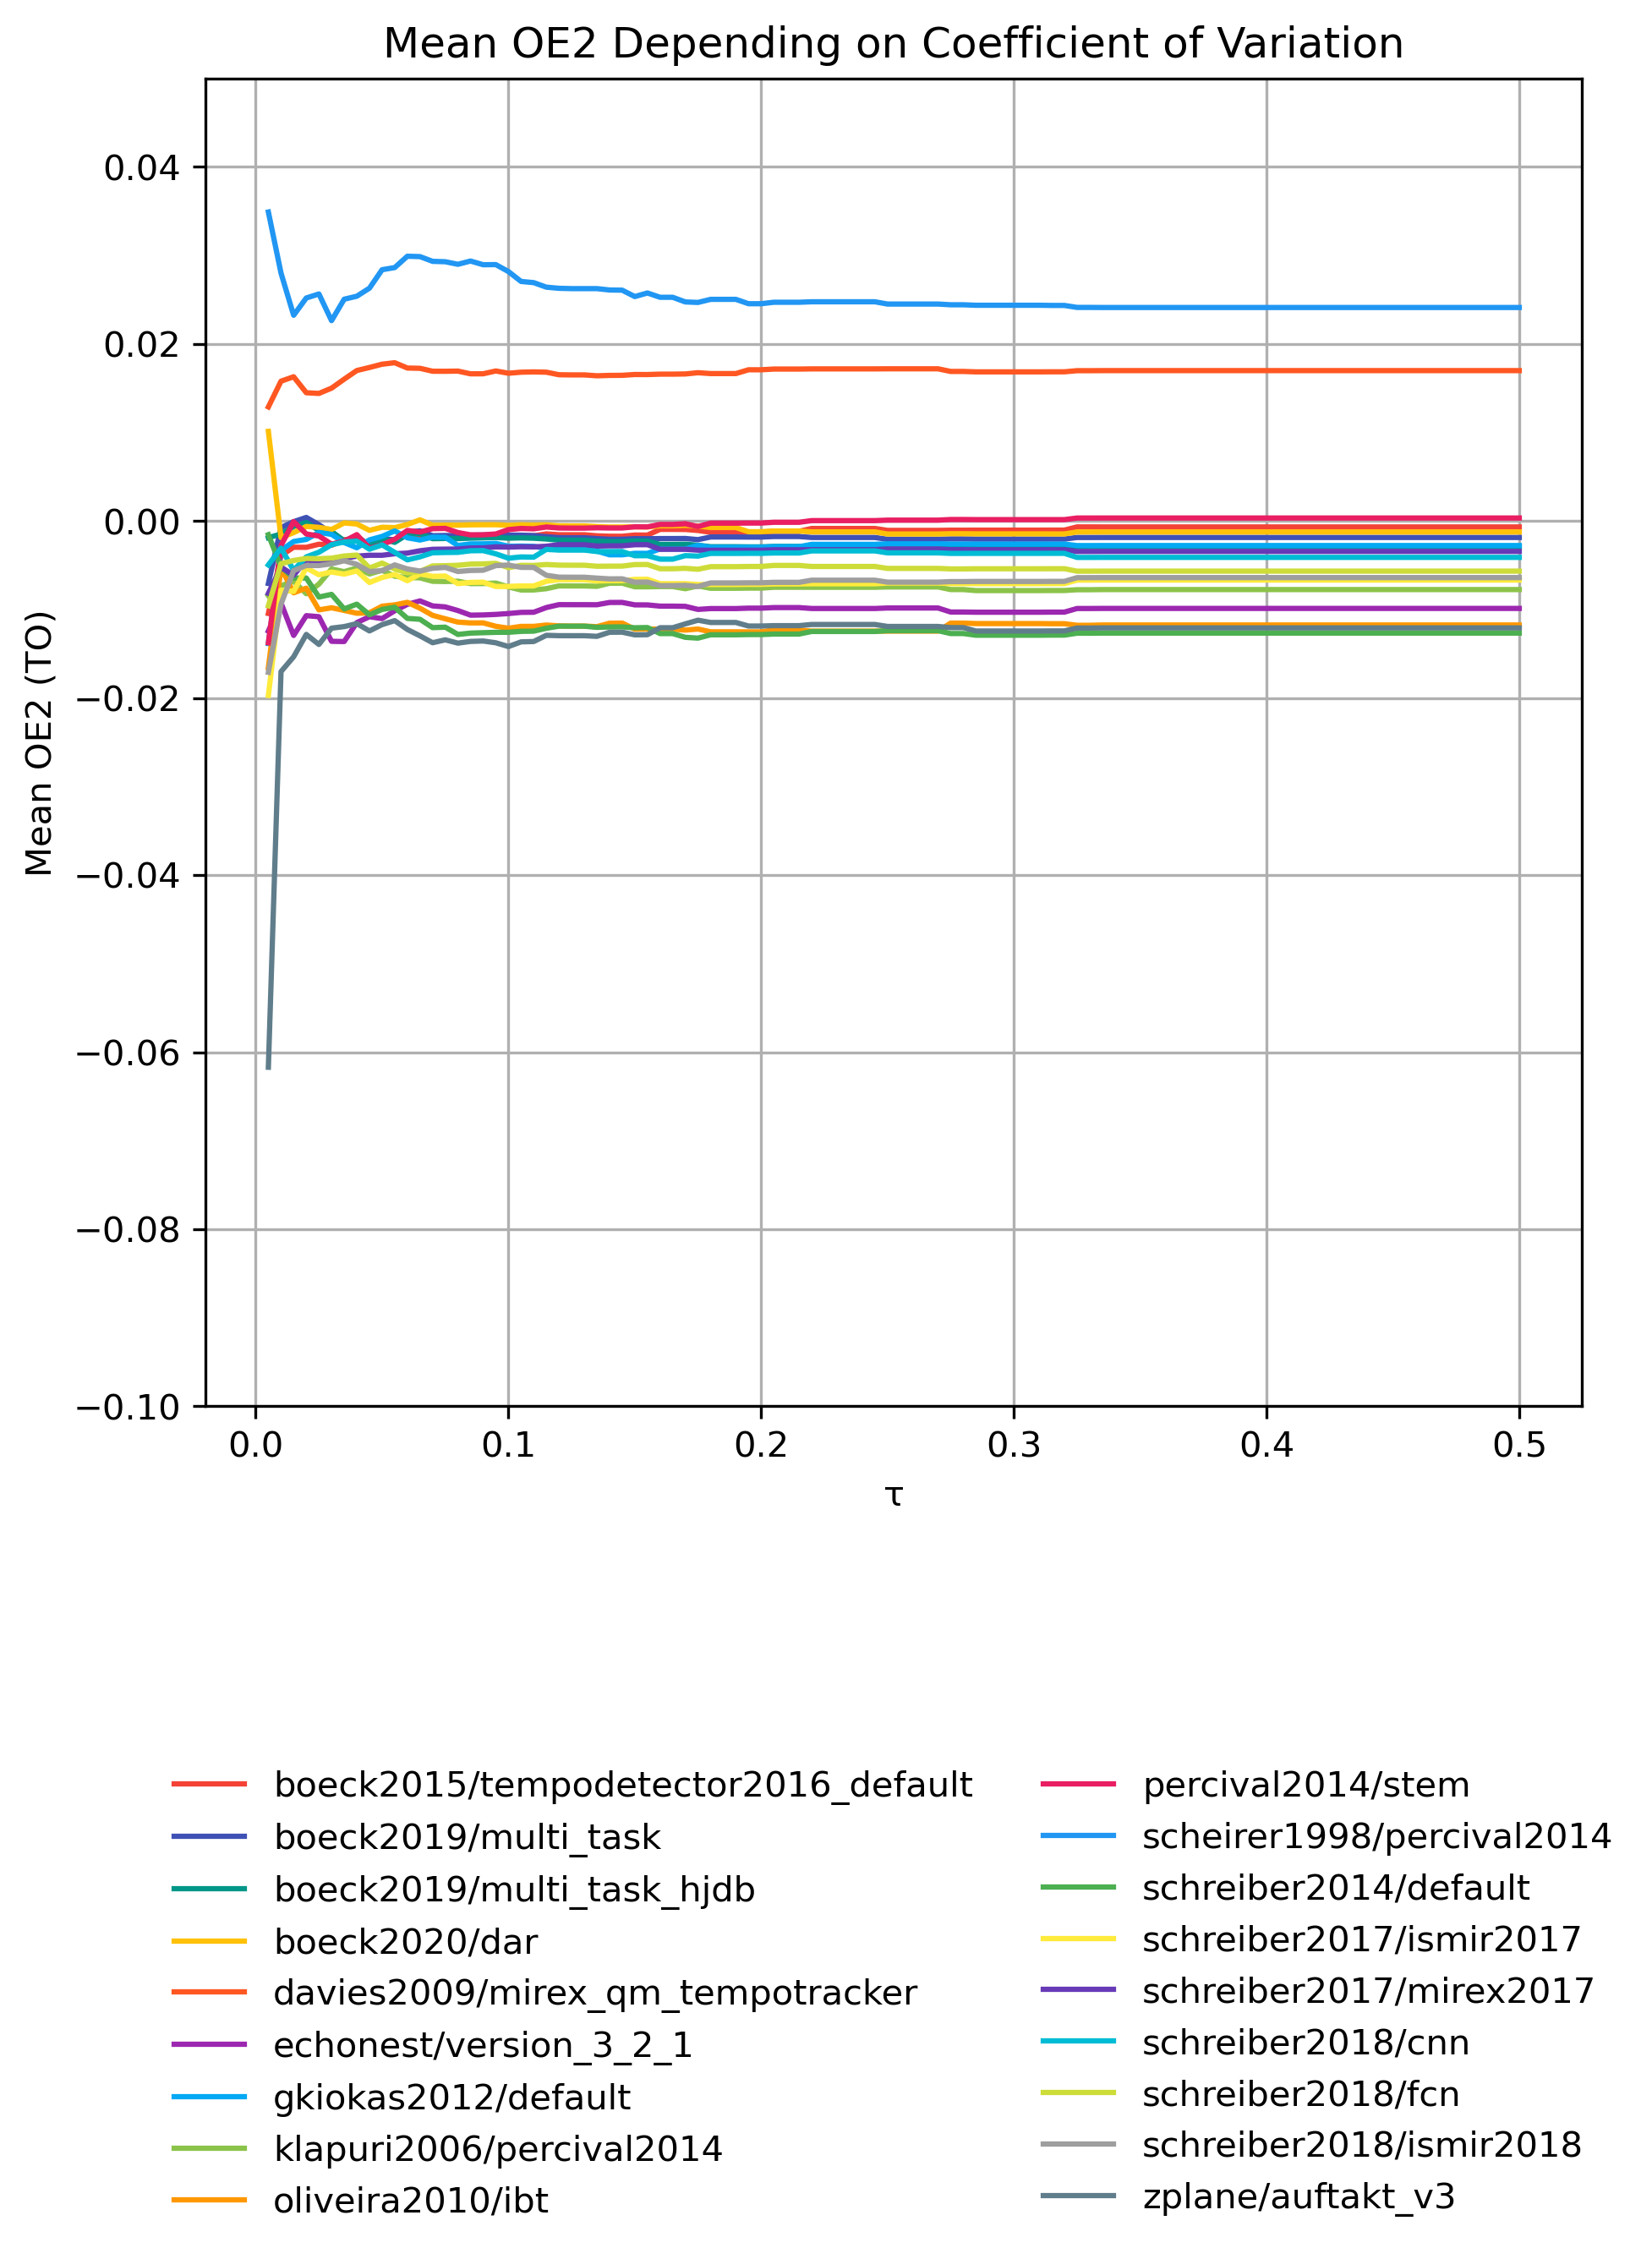 Mean OE2 Depending on Coefficient of Variation
Mean OE2 (TO)
0.04
0.02
0.00
−0.02
−0.04
−0.06
−0.08
−0.10
0.0 0.1 0.2 0.3 0.4 0.5
τ
boeck2015/tempodetector2016_default
boeck2019/multi_task
boeck2019/multi_task_hjdb
boeck2020/dar
davies2009/mirex_qm_tempotracker
echonest/version_3_2_1
gkiokas2012/default
klapuri2006/percival2014
oliveira2010/ibt
percival2014/stem
scheirer1998/percival2014
schreiber2014/default
schreiber2017/ismir2017
schreiber2017/mirex2017
schreiber2018/cnn
schreiber2018/fcn
schreiber2018/ismir2018
zplane/auftakt_v3